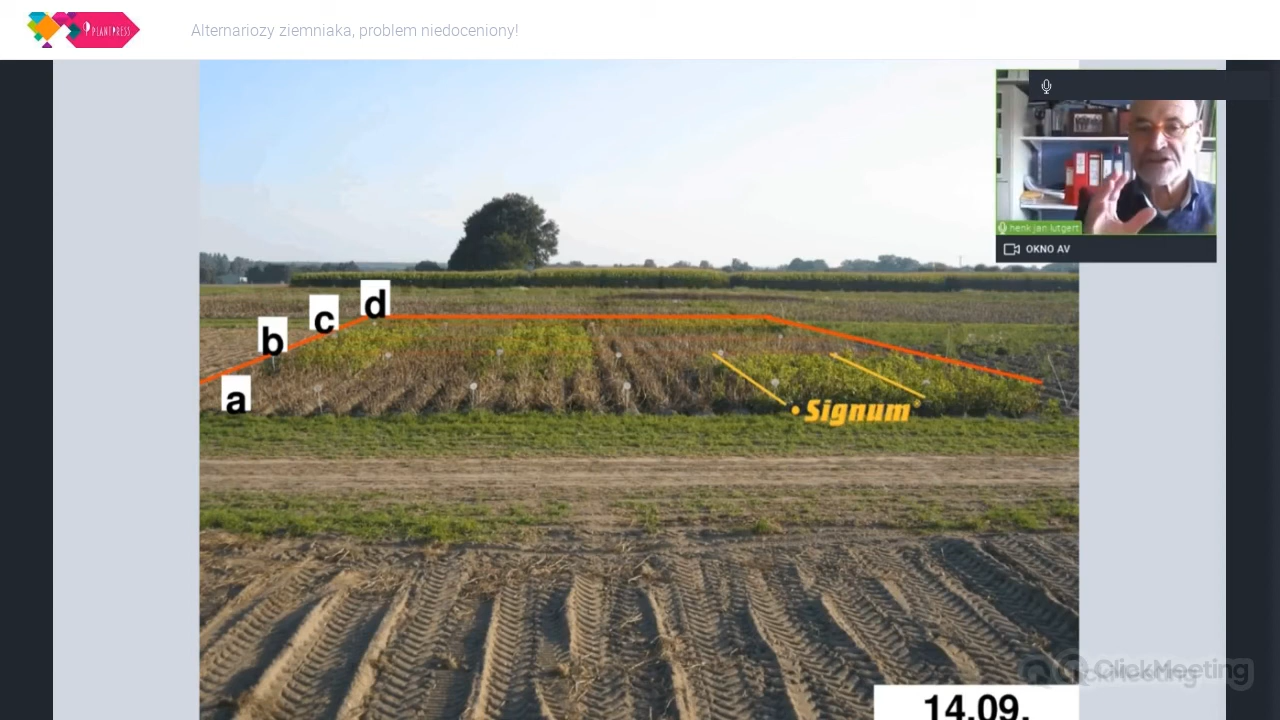 PLANTPRESS
Alternariozy ziemniaka, problem niedoceniony!
henk jan lutgert
OKNO AV
d
c
b
a
• Signum®
ClickMeeting
14.09.